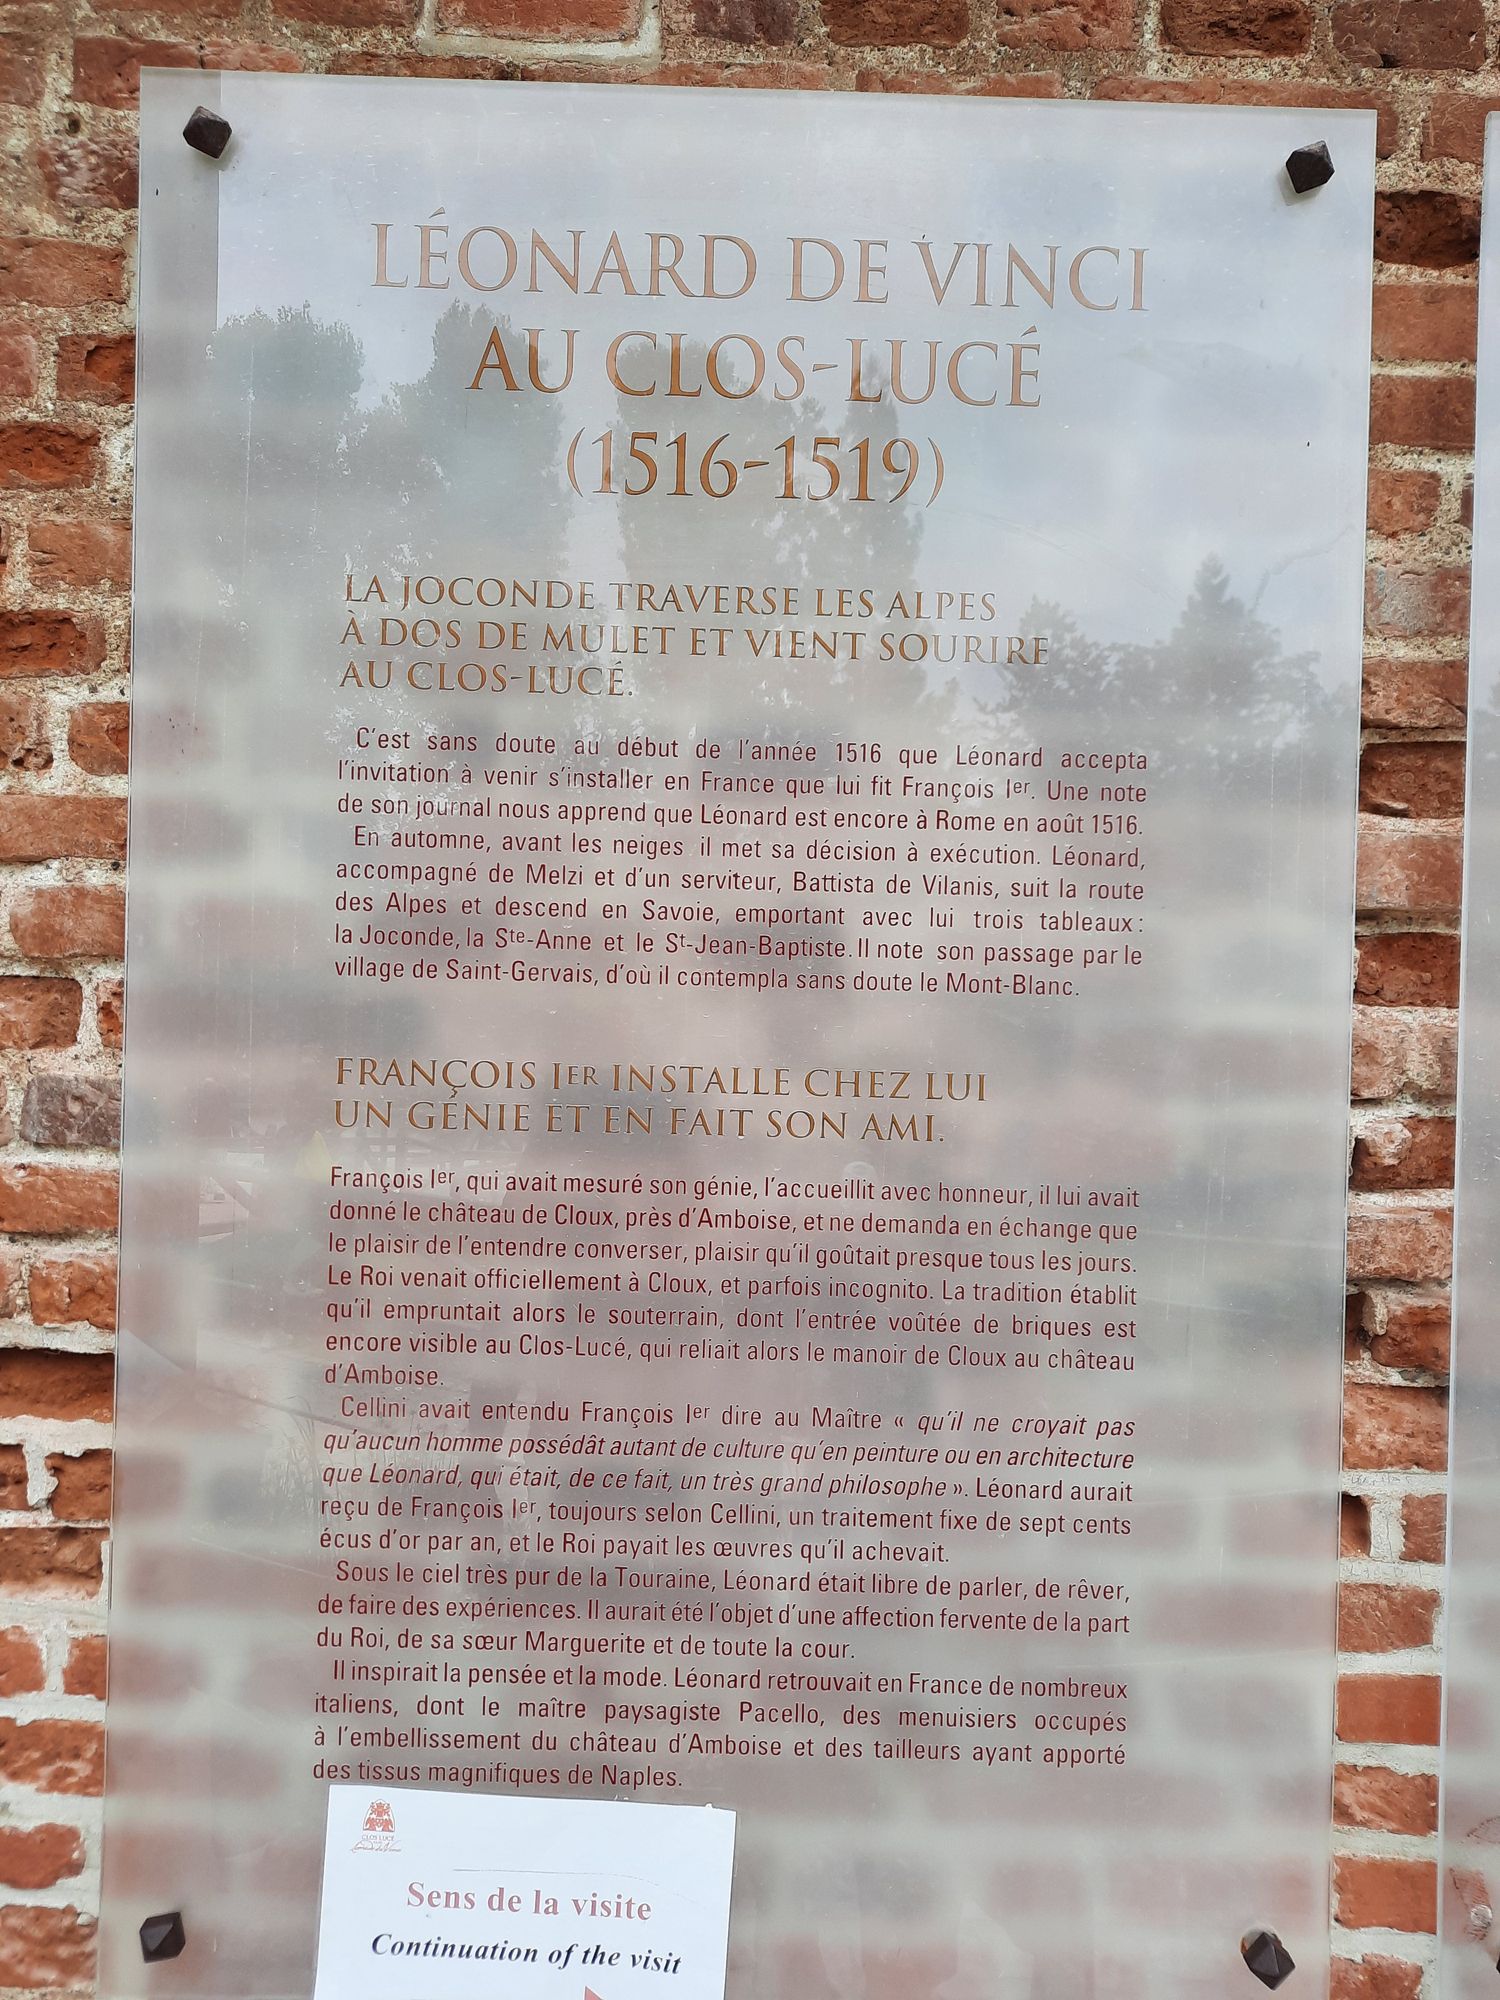 LÉONARD DE VINCI
AU CLOS-LUCÉ
(1516-1519)
LA JOCONDE TRAVERSE LES ALPES
À DOS DE MULET ET VIENT SOURIRE
AU CLOS-LUCÉ.
C'est sans doute au début de l'année 1516 que Léonard accepta
l'invitation à venir s'installer en France que lui fit François Ier. Une note
de son journal nous apprend que Léonard est encore à Rome en août 1516.
En automne, avant les neiges il met sa décision à exécution. Léonard,
accompagné de Melzi et d'un serviteur, Battista de Vilanis, suit la route
des Alpes et descend en Savoie, emportant avec lui trois tableaux:
la Joconde, la Ste-Anne et le St-Jean-Baptiste. Il note son passage par le
village de Saint-Gervais, d'où il contempla sans doute le Mont-Blanc.
FRANÇOIS IER INSTALLE CHEZ LUI
UN GÉNIE ET EN FAIT SON AMI.
François Ier, qui avait mesuré son génie, l'accueillit avec honneur, il lui avait
donné le château de Cloux, près d'Amboise, et ne demanda en échange que
le plaisir de l'entendre converser, plaisir qu'il goûtait presque tous les jours.
Le Roi venait officiellement à Cloux, et parfois incognito. La tradition établit
qu'il empruntait alors le souterrain, dont l'entrée voûtée de briques est
encore visible au Clos-Lucé, qui reliait alors le manoir de Cloux au château
d'Amboise.
Cellini avait entendu François Ier dire au Maître « qu'il ne croyait pas
qu'aucun homme possédât autant de culture qu'en peinture ou en architecture
que Léonard, qui était, de ce fait, un très grand philosophe ». Léonard aurait
reçu de François Ier, toujours selon Cellini, un traitement fixe de sept cents
écus d'or par an, et le Roi payait les œuvres qu'il achevait.
Sous le ciel très pur de la Touraine, Léonard était libre de parler, de rêver,
de faire des expériences. Il aurait été l'objet d'une affection fervente de la part
du Roi, de sa sœur Marguerite et de toute la cour.
Il inspirait la pensée et la mode. Léonard retrouvait en France de nombreux
italiens, dont le maître paysagiste Pacello, des menuisiers occupés
à l'embellissement du château d'Amboise et des tailleurs ayant apporté
des tissus magnifiques de Naples.
CLOS LUCÉ
Sens de la visite
Continuation of the visit